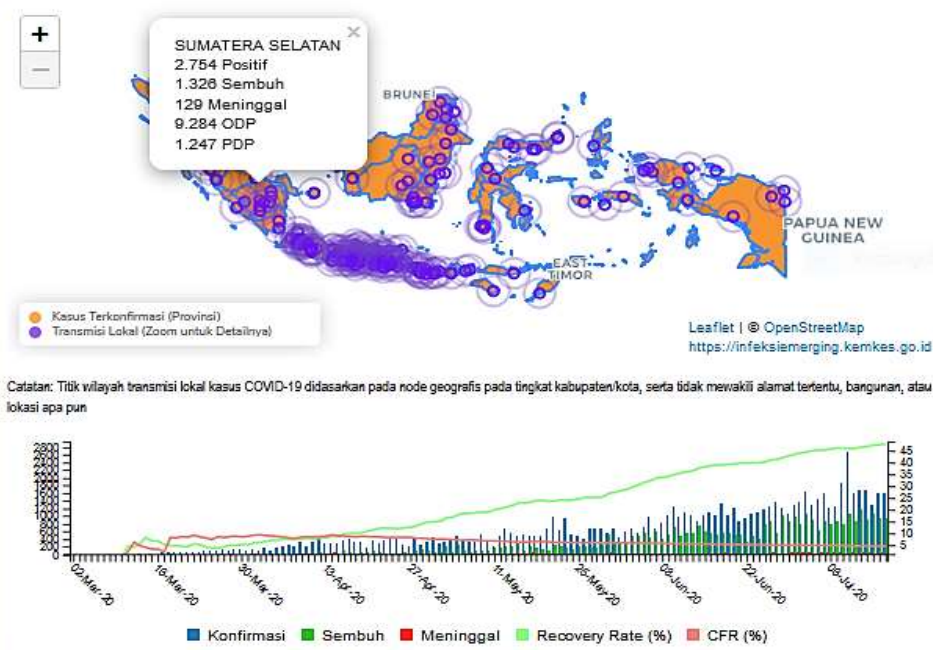 +
−
×
SUMATERA SELATAN
2.754 Positif
1.326 Sembuh
129 Meninggal
9.284 ODP
1.247 PDP
BRUNEI
PAPUA NEW
GUINEA
EAST
TIMOR
Kasus Terkonfirmasi (Provinsi)
Transmisi Lokal (Zoom untuk Detailnya)
Leaflet | © OpenStreetMap
https://infeksiemerging.kemkes.go.id
Catatan: Titik wilayah transmisi lokal kasus COVID-19 didasarkan pada node geografis pada tingkat kabupaten/kota, serta tidak mewakili alamat tertentu, bangunan, atau
lokasi apa pun
45
40
35
30
25
20
15
10
5
02-Mar-20
16-Mar-20
30-Mar-20
13-Apr-20
27-Apr-20
11-May-20
25-May-20
08-Jun-20
22-Jun-20
06-Jul-20
Konfirmasi Sembuh Meninggal Recovery Rate (%) CFR (%)